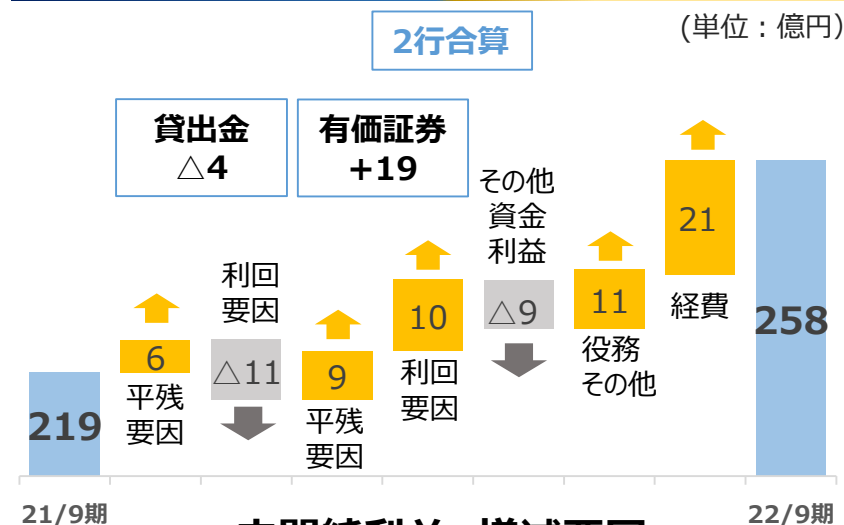 (単位：億円)
2行合算
貸出金
△4
有価証券
+19
219
6
平残
要因
利回
要因
△11
9
平残
要因
10
利回
要因
その他
資金
利益
△9
11
役務
その他
21
経費
258
21/9期
22/9期